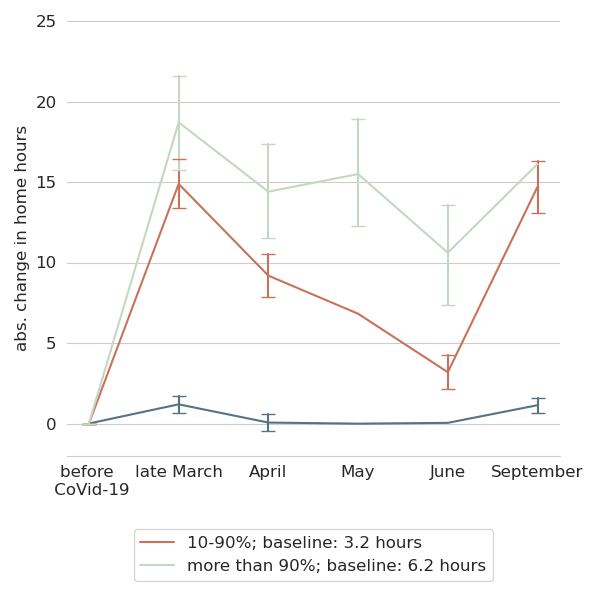 25
20
15
10
5
0
abs. change in home hours
before late March April May June September
CoVid-19
10-90%; baseline: 3.2 hours
more than 90%; baseline: 6.2 hours